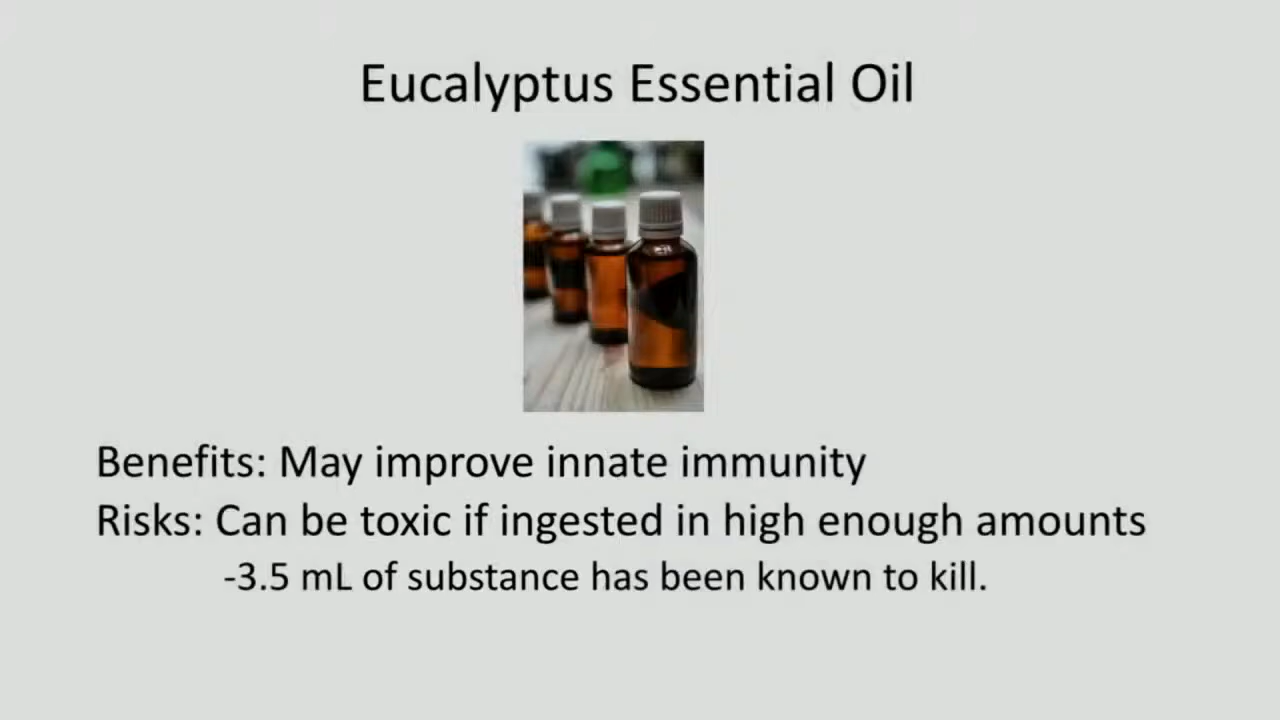 Eucalyptus Essential Oil
Benefits: May improve innate immunity
Risks: Can be toxic if ingested in high enough amounts
-3.5 mL of substance has been known to kill.